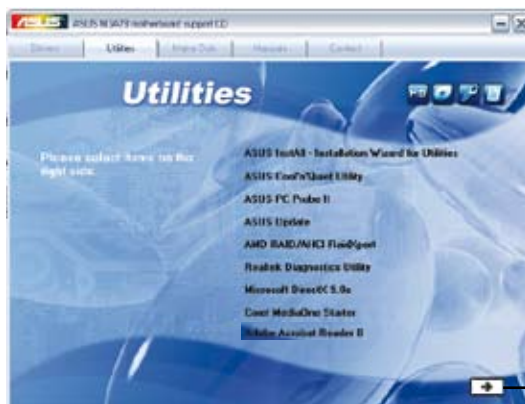 ASUS
ASUS M3A79 motherboard support CD
Drivers
Utilities
Make Disk
Manuals
Contact
Utilities
Please select items on the
right side.
ASUS InstAll - Installation Wizard for Utilities
ASUS Cool'n'Quiet Utility
ASUS PC Probe II
ASUS Update
AMD RAID/AHCI RAIDXpert
Realtek Diagnostics Utility
Microsoft DirectX 9.0c
Corel MediaOne Starter
Adobe Acrobat Reader 8